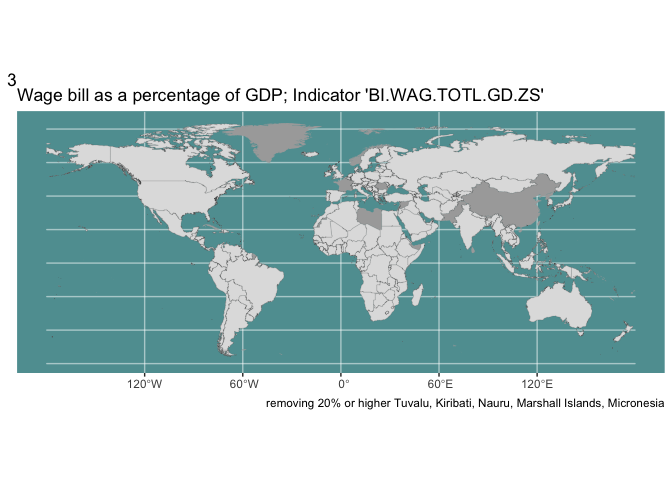 3
Wage bill as a percentage of GDP; Indicator 'BI.WAG.TOTL.GD.ZS'
120°W 60°W 0° 60°E 120°E
removing 20% or higher Tuvalu, Kiribati, Nauru, Marshall Islands, Micronesia